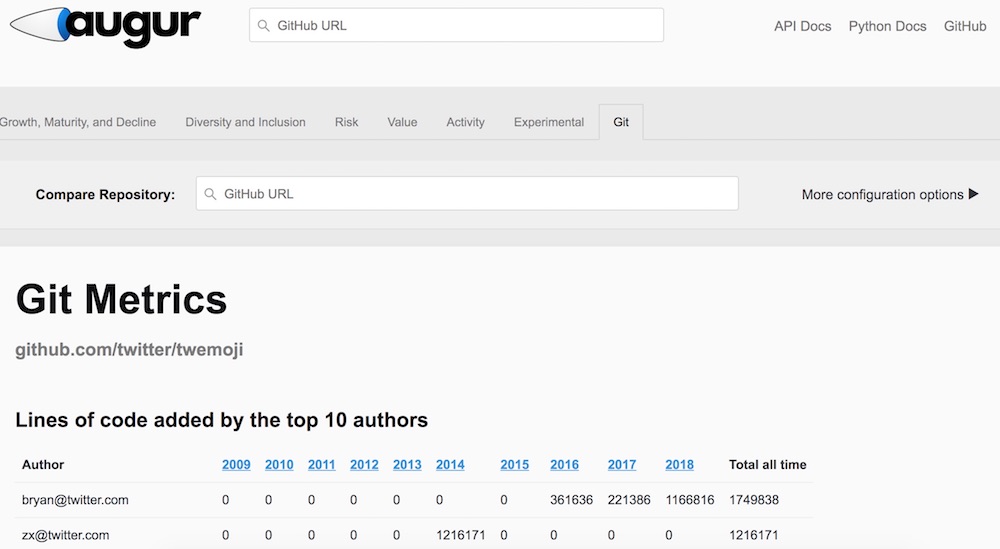 augur GitHub URL API Docs Python Docs GitHub
Growth, Maturity, and Decline Diversity and Inclusion Risk Value Activity Experimental Git
Compare Repository: GitHub URL More configuration options ▶
Git Metrics
github.com/twitter/twemoji
Lines of code added by the top 10 authors
Author 2009 2010 2011 2012 2013 2014 2015 2016 2017 2018 Total all time
bryan@twitter.com 0 0 0 0 0 0 0 361636 221386 1166816 1749838
zx@twitter.com 0 0 0 0 0 1216171 0 0 0 0 1216171